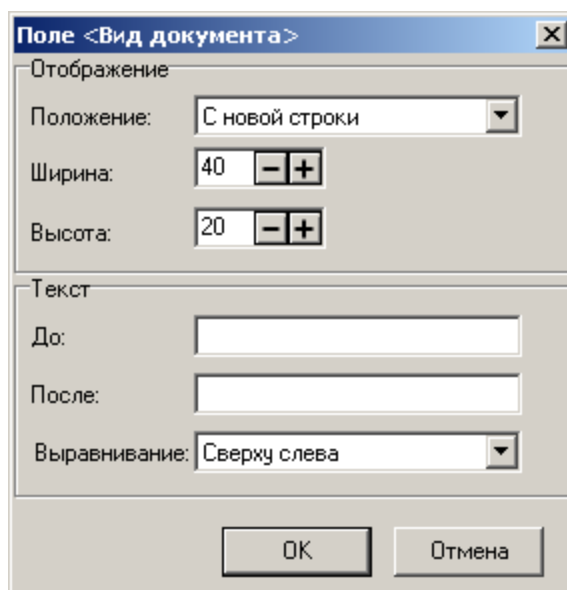 Поле <Вид документа>
Отображение
Положение: С новой строки
Ширина: 40
Высота: 20
Текст
До:
После:
Выравнивание: Сверху слева
OK Отмена